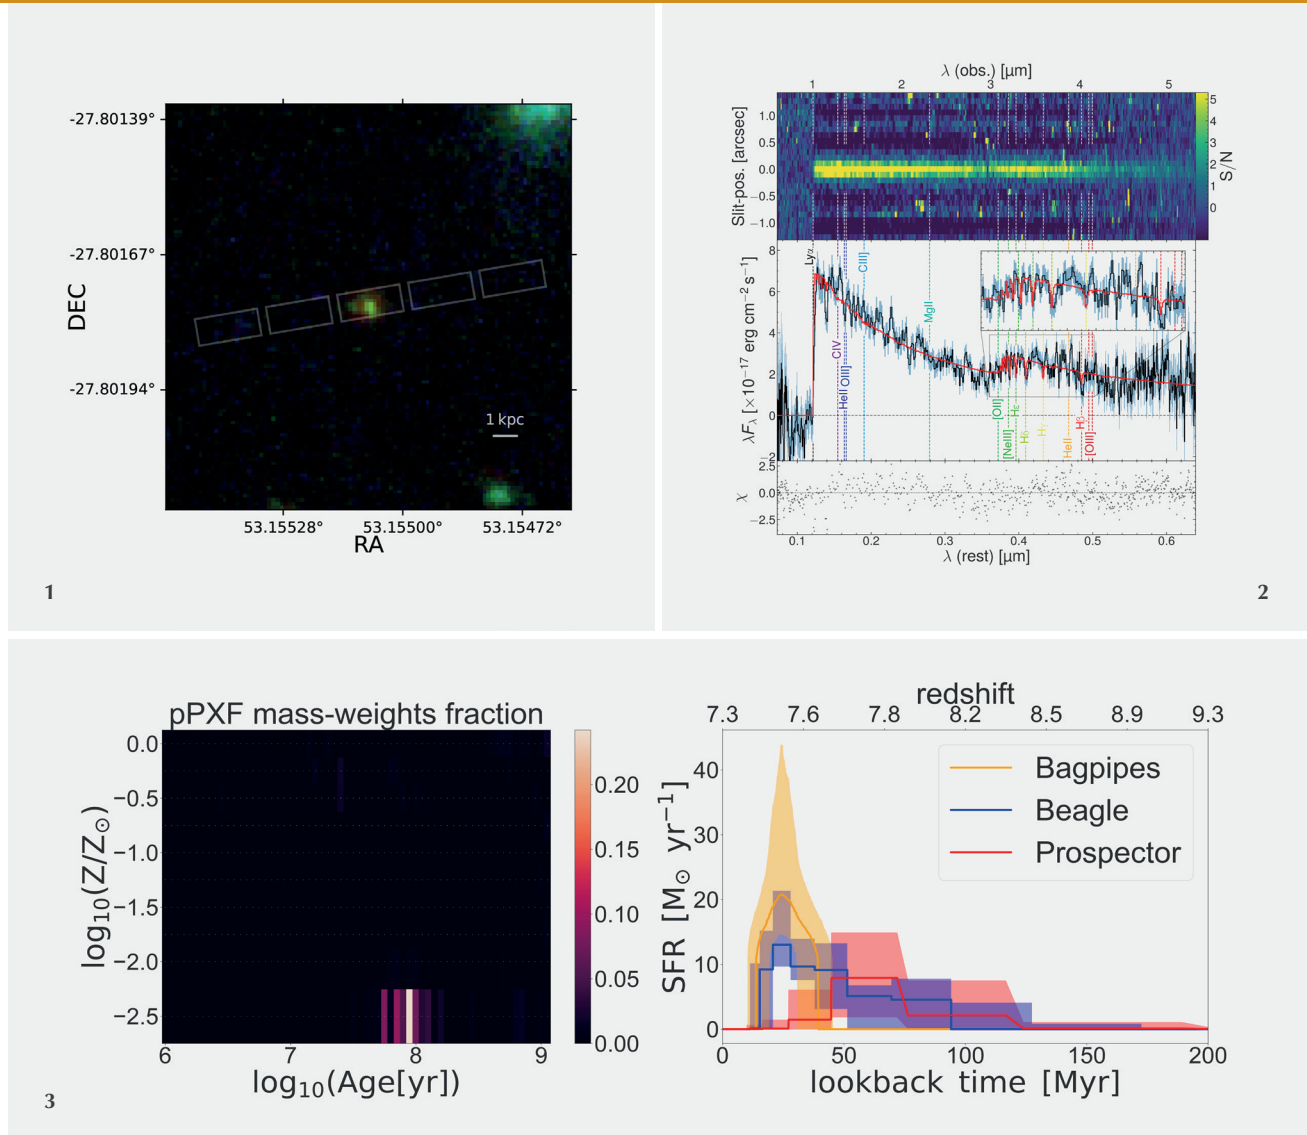 -27.80139°
-27.80167°
DEC
-27.80194°
1 kpc
53.15528° 53.15500° 53.15472°
RA
1
λ (obs.) [μm]
1 2 3 4 5
Slit-pos. [arcsec]
1.0
0.5
0.0
−0.5
−1.0
5
4
3
2
1
0
S/N
λFλ [×10⁻¹⁷ erg cm⁻² s⁻¹]
8
6
4
2
0
−2
Lyα
CIV
HeII OIII]
CIII]
MgII
[OII]
[NeIII]
Hε
Hδ
Hγ
HeII
Hβ
[OIII]
χ
2.5
0.0
−2.5
0.1 0.2 0.3 0.4 0.5 0.6
λ (rest) [μm]
2
pPXF mass-weights fraction
log₁₀(Z/Z⊙)
0.0
−0.5
−1.0
−1.5
−2.0
−2.5
6 7 8 9
log₁₀(Age[yr])
0.20
0.15
0.10
0.05
0.00
redshift
7.3 7.6 7.8 8.2 8.5 8.9 9.3
SFR [M⊙ yr⁻¹]
40
30
20
10
0
Bagpipes
Beagle
Prospector
0 50 100 150 200
lookback time [Myr]
3